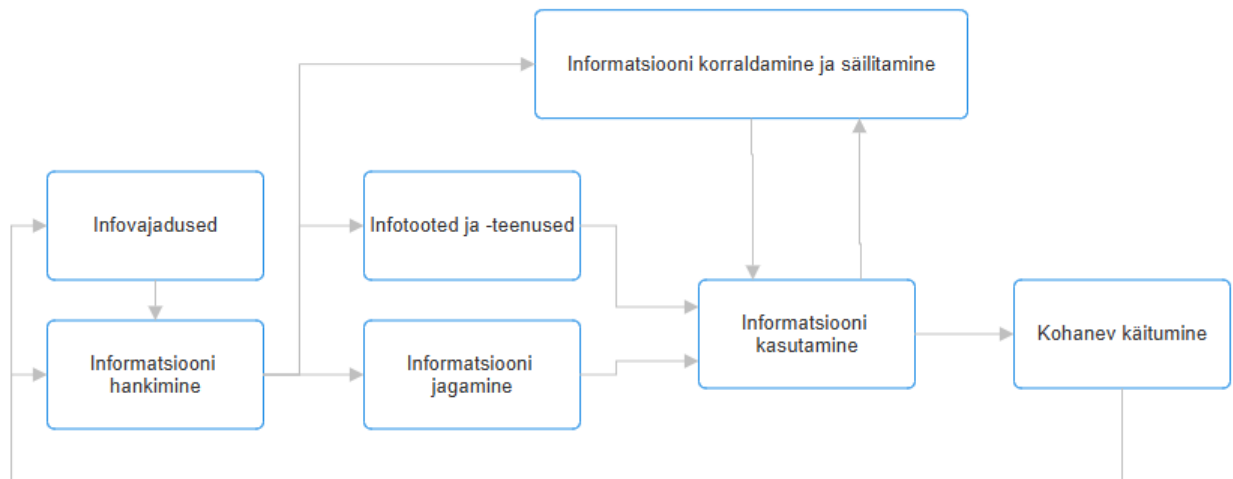 Informatsiooni korraldamine ja säilitamine
Infovajadused
Infotooted ja -teenused
Informatsiooni
hankimine
Informatsiooni
jagamine
Informatsiooni
kasutamine
Kohanev käitumine